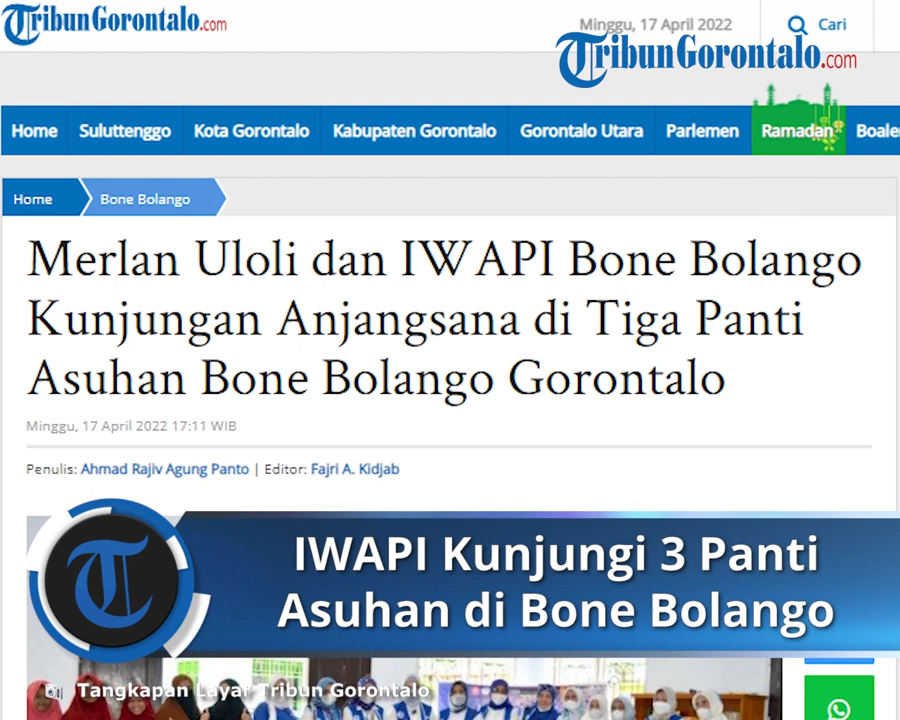 TribunGorontalo.com
Minggu, 17 April 2022
Cari
TribunGorontalo.com
Home Suluttenggo Kota Gorontalo Kabupaten Gorontalo Gorontalo Utara Parlemen Ramadan
Home Bone Bolango
Merlan Uloli dan IWAPI Bone Bolango
Kunjungan Anjangsana di Tiga Panti
Asuhan Bone Bolango Gorontalo
Minggu, 17 April 2022 17:11 WIB
Penulis: Ahmad Rajiv Agung Panto | Editor: Fajri A. Kidjab
T
IWAPI Kunjungi 3 Panti
Asuhan di Bone Bolango
Tangkapan Layar Tribun Gorontalo